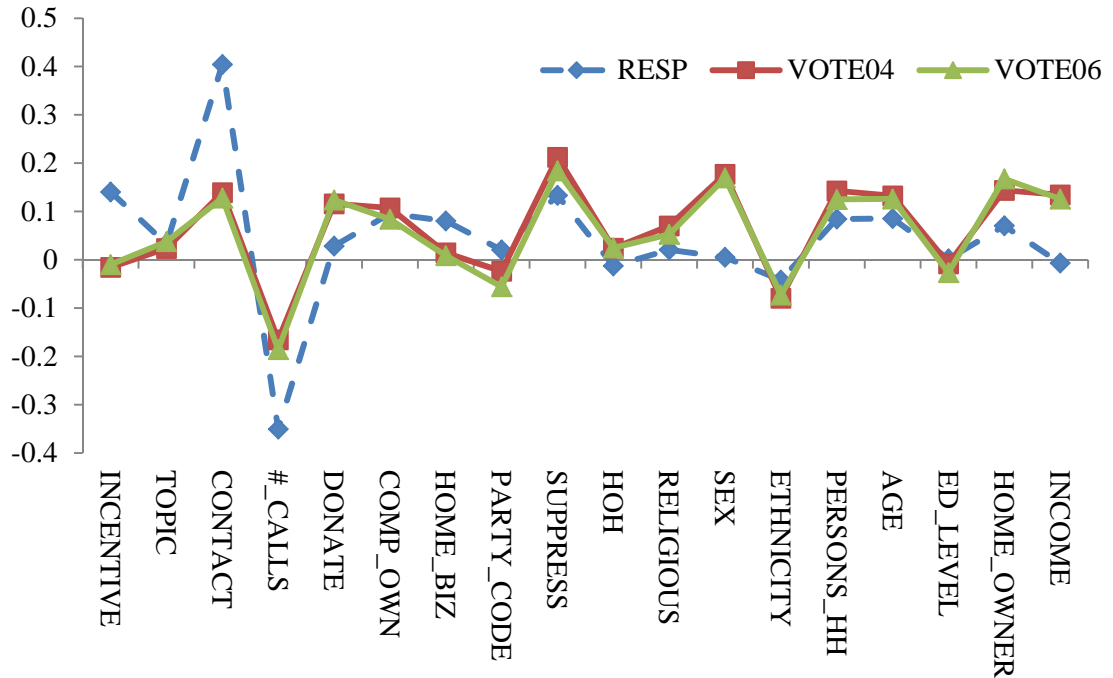 0.5
0.4
0.3
0.2
0.1
0
-0.1
-0.2
-0.3
-0.4
RESP VOTE04 VOTE06
INCENTIVE
TOPIC
CONTACT
#_CALLS
DONATE
COMP_OWN
HOME_BIZ
PARTY_CODE
SUPPRESS
HOH
RELIGIOUS
SEX
ETHNICITY
PERSONS_HH
AGE
ED_LEVEL
HOME_OWNER
INCOME